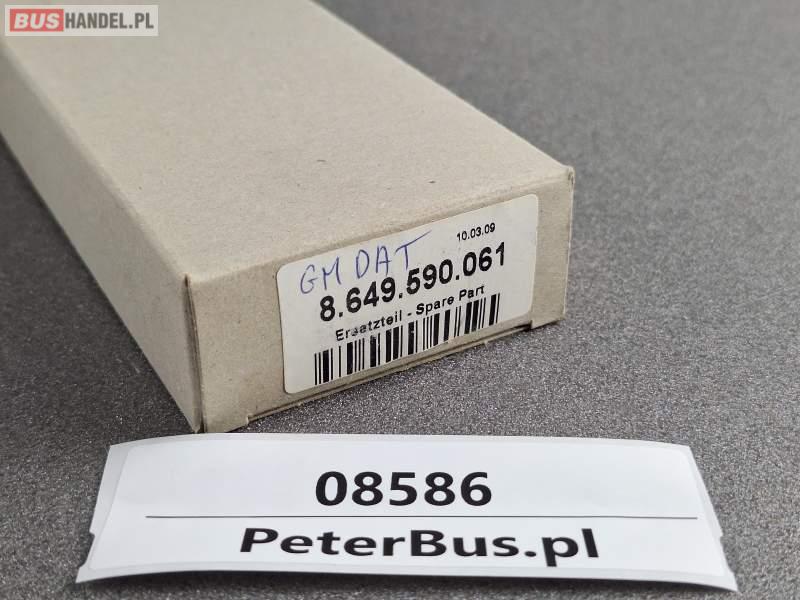 BUSHANDEL.PL
GM DAT
10.03.09
8.649.590.061
Ersatzteil - Spare Part
08586
PeterBus.pl